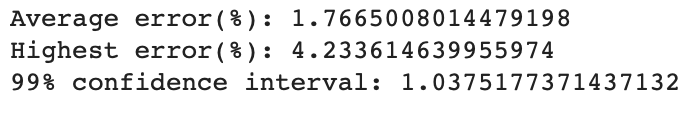 Average error(%): 1.7665008014479198
Highest error(%): 4.233614639955974
99% confidence interval: 1.0375177371437132